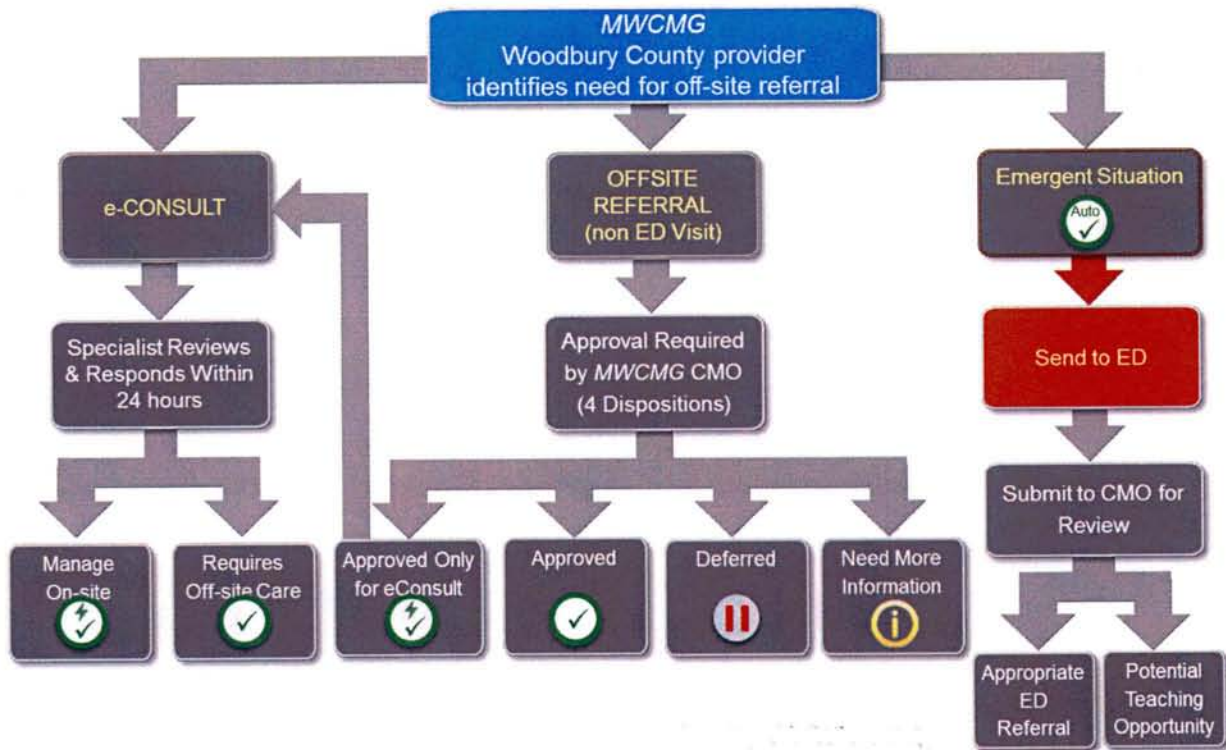 MWCMG
Woodbury County provider
identifies need for off-site referral
e-CONSULT
OFFSITE
REFERRAL
(non ED Visit)
Emergent Situation
Auto
Specialist Reviews
& Responds Within
24 hours
Approval Required
by MWCMG CMO
(4 Dispositions)
Send to ED
Submit to CMO for
Review
Manage
On-site
Requires
Off-site Care
Approved Only
for eConsult
Approved
Deferred
Need More
Information
i
Appropriate
ED
Referral
Potential
Teaching
Opportunity